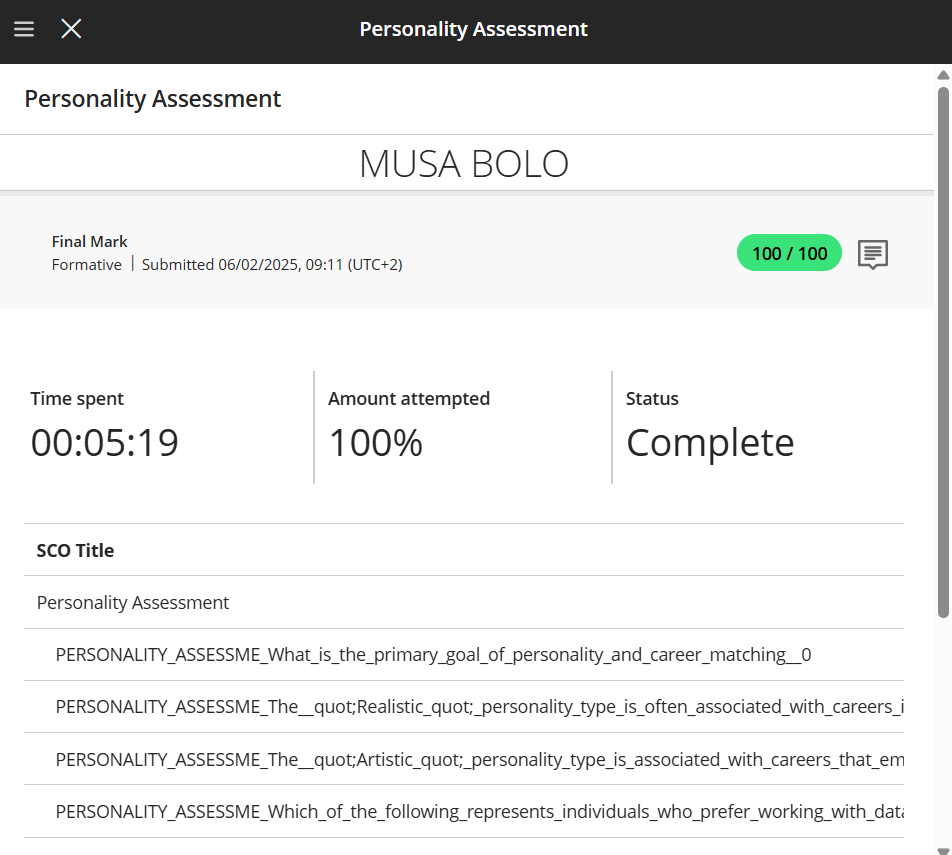 Personality Assessment
Personality Assessment
MUSA BOLO
Final Mark
Formative | Submitted 06/02/2025, 09:11 (UTC+2)
100 / 100
Time spent
00:05:19
Amount attempted
100%
Status
Complete
SCO Title
Personality Assessment
PERSONALITY_ASSESSME_What_is_the_primary_goal_of_personality_and_career_matching__0
PERSONALITY_ASSESSME_The__quot;Realistic_quot;_personality_type_is_often_associated_with_careers_i
PERSONALITY_ASSESSME_The__quot;Artistic_quot;_personality_type_is_associated_with_careers_that_em
PERSONALITY_ASSESSME_Which_of_the_following_represents_individuals_who_prefer_working_with_data